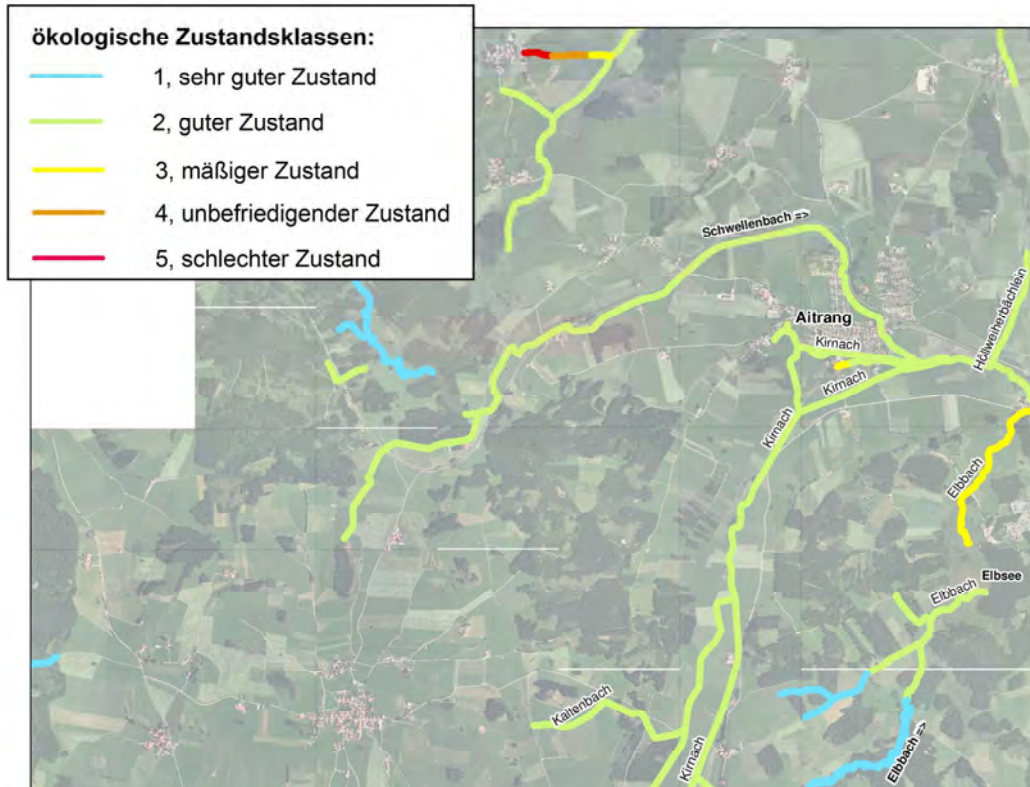 ökologische Zustandsklassen:
1, sehr guter Zustand
2, guter Zustand
3, mäßiger Zustand
4, unbefriedigender Zustand
5, schlechter Zustand
Schwellenbach =>
Aitrang
Kirnach
Kirnach
Höllweiherbächlein
Kirnach
Elbbach
Elbbach
Elbsee
Kaltenbach
Kirnach
Elbbach =>